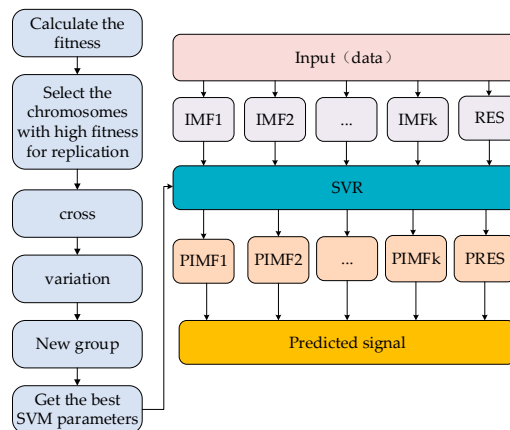 Calculate the
fitness
Select the
chromosomes
with high fitness
for replication
cross
variation
New group
Get the best
SVM parameters
Input（data）
IMF1 IMF2 ... IMFk RES
SVR
PIMF1 PIMF2 ... PIMFk PRES
Predicted signal